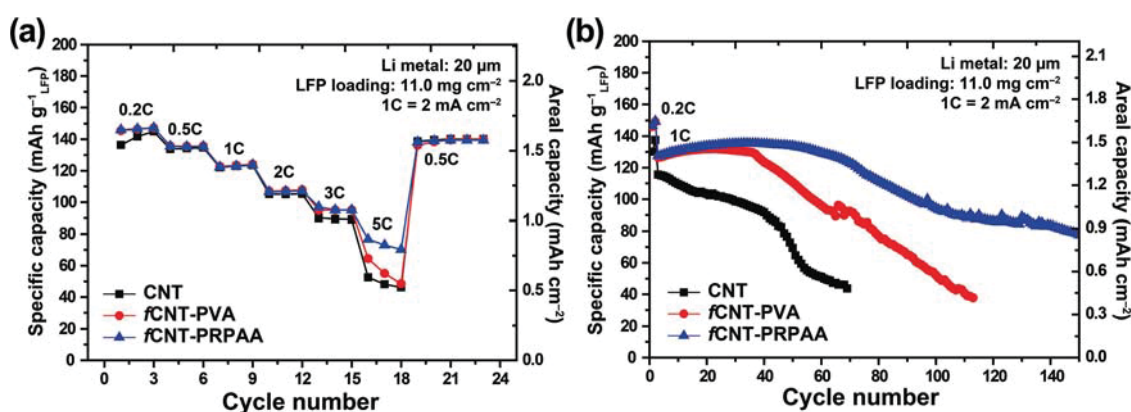 (a)
Specific capacity (mAh g⁻¹LFP)
200
180
160
140
120
100
80
60
40
20
0
Li metal: 20 μm
LFP loading: 11.0 mg cm⁻²
1C = 2 mA cm⁻²
0.2C
0.5C
1C
2C
3C
5C
0.5C
CNT
fCNT-PVA
fCNT-PRPAA
0 3 6 9 12 15 18 21 24
Cycle number
2.0
1.5
1.0
0.5
0.0
Areal capacity (mAh cm⁻²)
(b)
Specific capacity (mAh g⁻¹LFP)
200
180
160
140
120
100
80
60
40
20
0
Li metal: 20 μm
LFP loading: 11.0 mg cm⁻²
1C = 2 mA cm⁻²
0.2C
1C
CNT
fCNT-PVA
fCNT-PRPAA
0 20 40 60 80 100 120 140
Cycle number
2.1
1.8
1.5
1.2
0.9
0.6
0.3
0.0
Areal capacity (mAh cm⁻²)